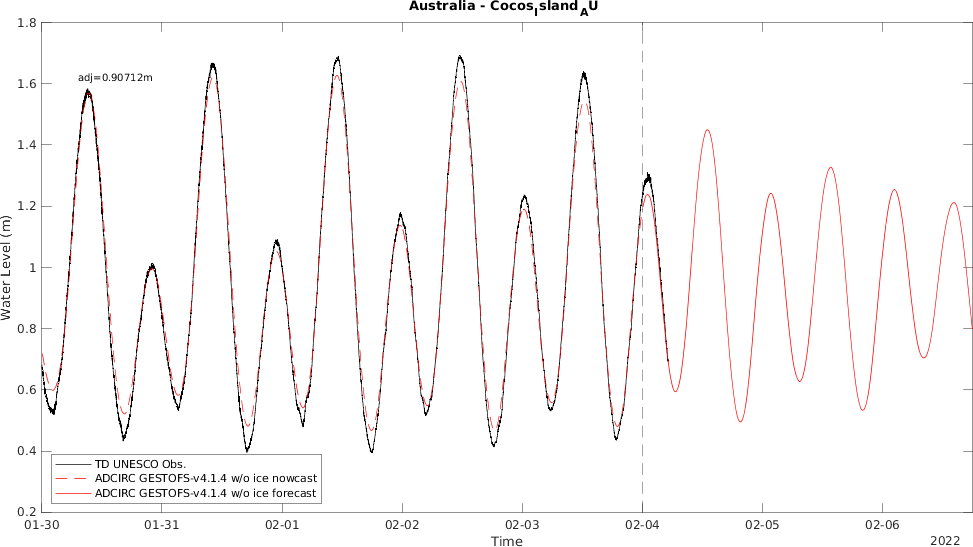 Australia - Cocos_Island_AU
1.8
adj=0.90712m
1.6
1.4
1.2
1
0.8
0.6
0.4
0.2
Water Level (m)
TD UNESCO Obs.
ADCIRC GESTOFS-v4.1.4 w/o ice nowcast
ADCIRC GESTOFS-v4.1.4 w/o ice forecast
01-30 01-31 02-01 02-02 02-03 02-04 02-05 02-06
Time
2022